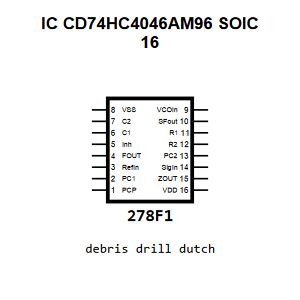 IC CD74HC4046AM96 SOIC
16
8 VSS VCOin 9
7 C2 SFout 10
6 C1 R1 11
5 Inh R2 12
4 FOUT PC2 13
3 Refin Sigin 14
2 PC1 ZOUT 15
1 PCP VDD 16
278F1
debris drill dutch